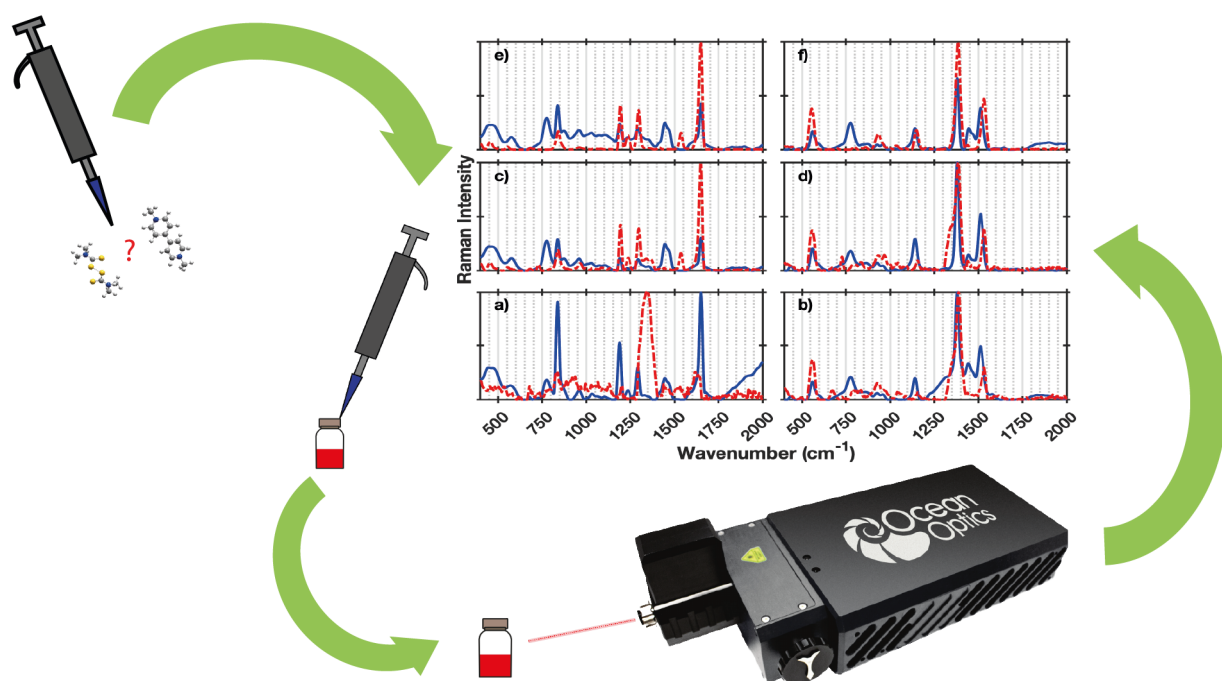 ?
e)
f)
c)
d)
a)
b)
Raman Intensity
500 750 1000 1250 1500 1750 2000
500 750 1000 1250 1500 1750 2000
Wavenumber (cm⁻¹)
Ocean
Optics